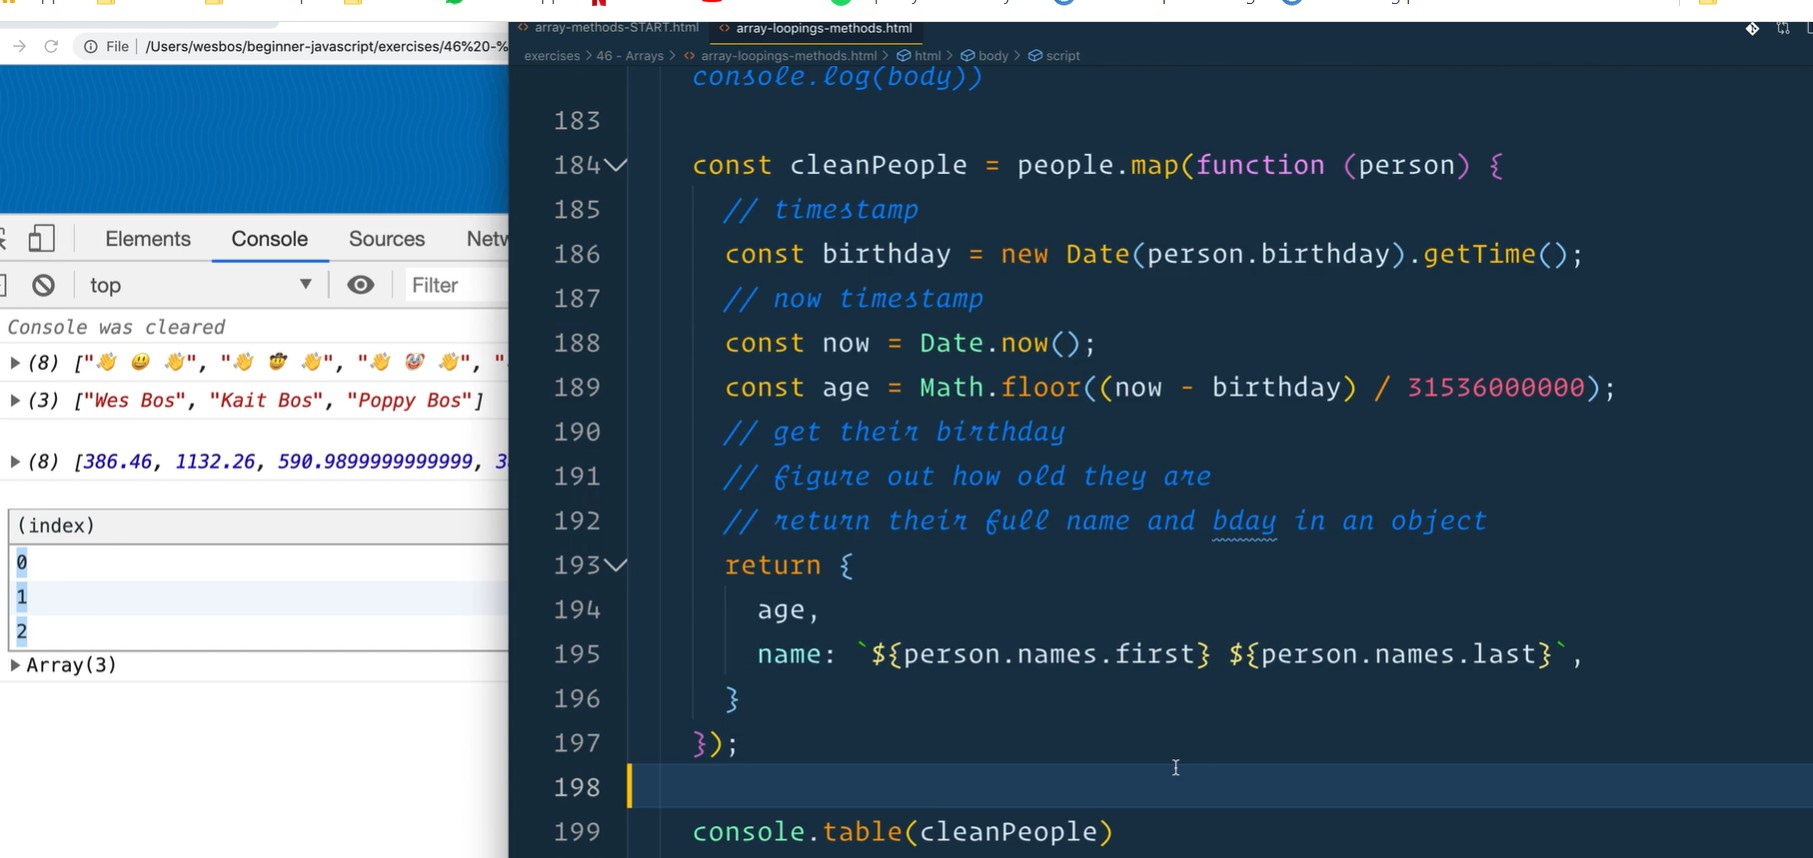 array-methods-START.html
array-loopings-methods.html
File
/Users/wesbos/beginner-javascript/exercises/46%20-%
exercises > 46 - Arrays > array-loopings-methods.html > html > body > script
Elements
Console
Sources
top
Filter
Console was cleared
(8) ["👋 😃 👋", "👋 🤠 👋", "👋 🤡 👋", "
(3) ["Wes Bos", "Kait Bos", "Poppy Bos"]
(8) [386.46, 1132.26, 590.9899999999999,
(index)
0
1
2
Array(3)
console.log(body))
183
184 const cleanPeople = people.map(function (person) {
185 // timestamp
186 const birthday = new Date(person.birthday).getTime();
187 // now timestamp
188 const now = Date.now();
189 const age = Math.floor((now - birthday) / 31536000000);
190 // get their birthday
191 // figure out how old they are
192 // return their full name and bday in an object
193 return {
194 age,
195 name: `${person.names.first} ${person.names.last}`,
196 }
197 });
198
199 console.table(cleanPeople)